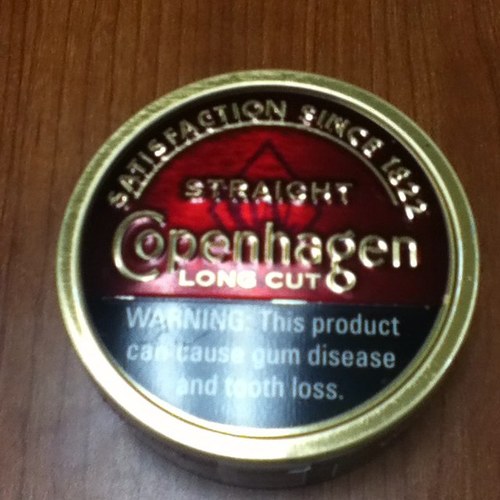 SATISFACTION SINCE 1822
STRAIGHT
Copenhagen
LONG CUT
WARNING: This product
can cause gum disease
and tooth loss.